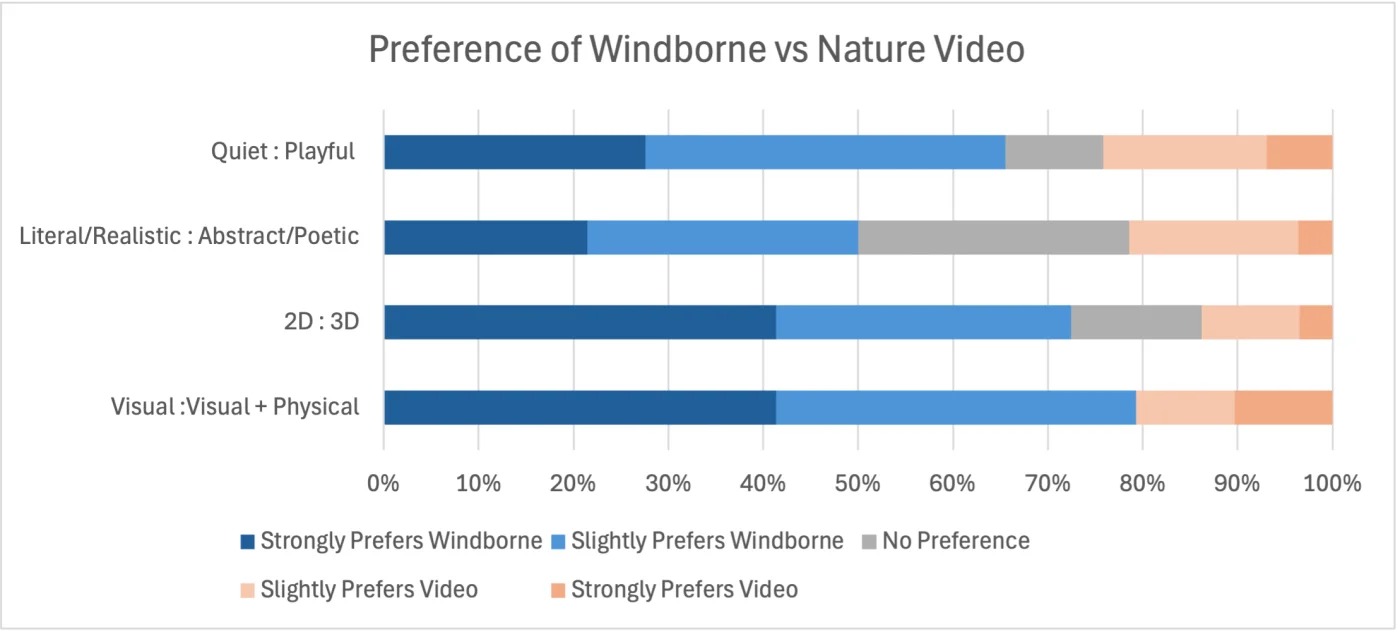 Preference of Windborne vs Nature Video
Quiet : Playful
Literal/Realistic : Abstract/Poetic
2D : 3D
Visual :Visual + Physical
0% 10% 20% 30% 40% 50% 60% 70% 80% 90% 100%
Strongly Prefers Windborne Slightly Prefers Windborne No Preference
Slightly Prefers Video Strongly Prefers Video